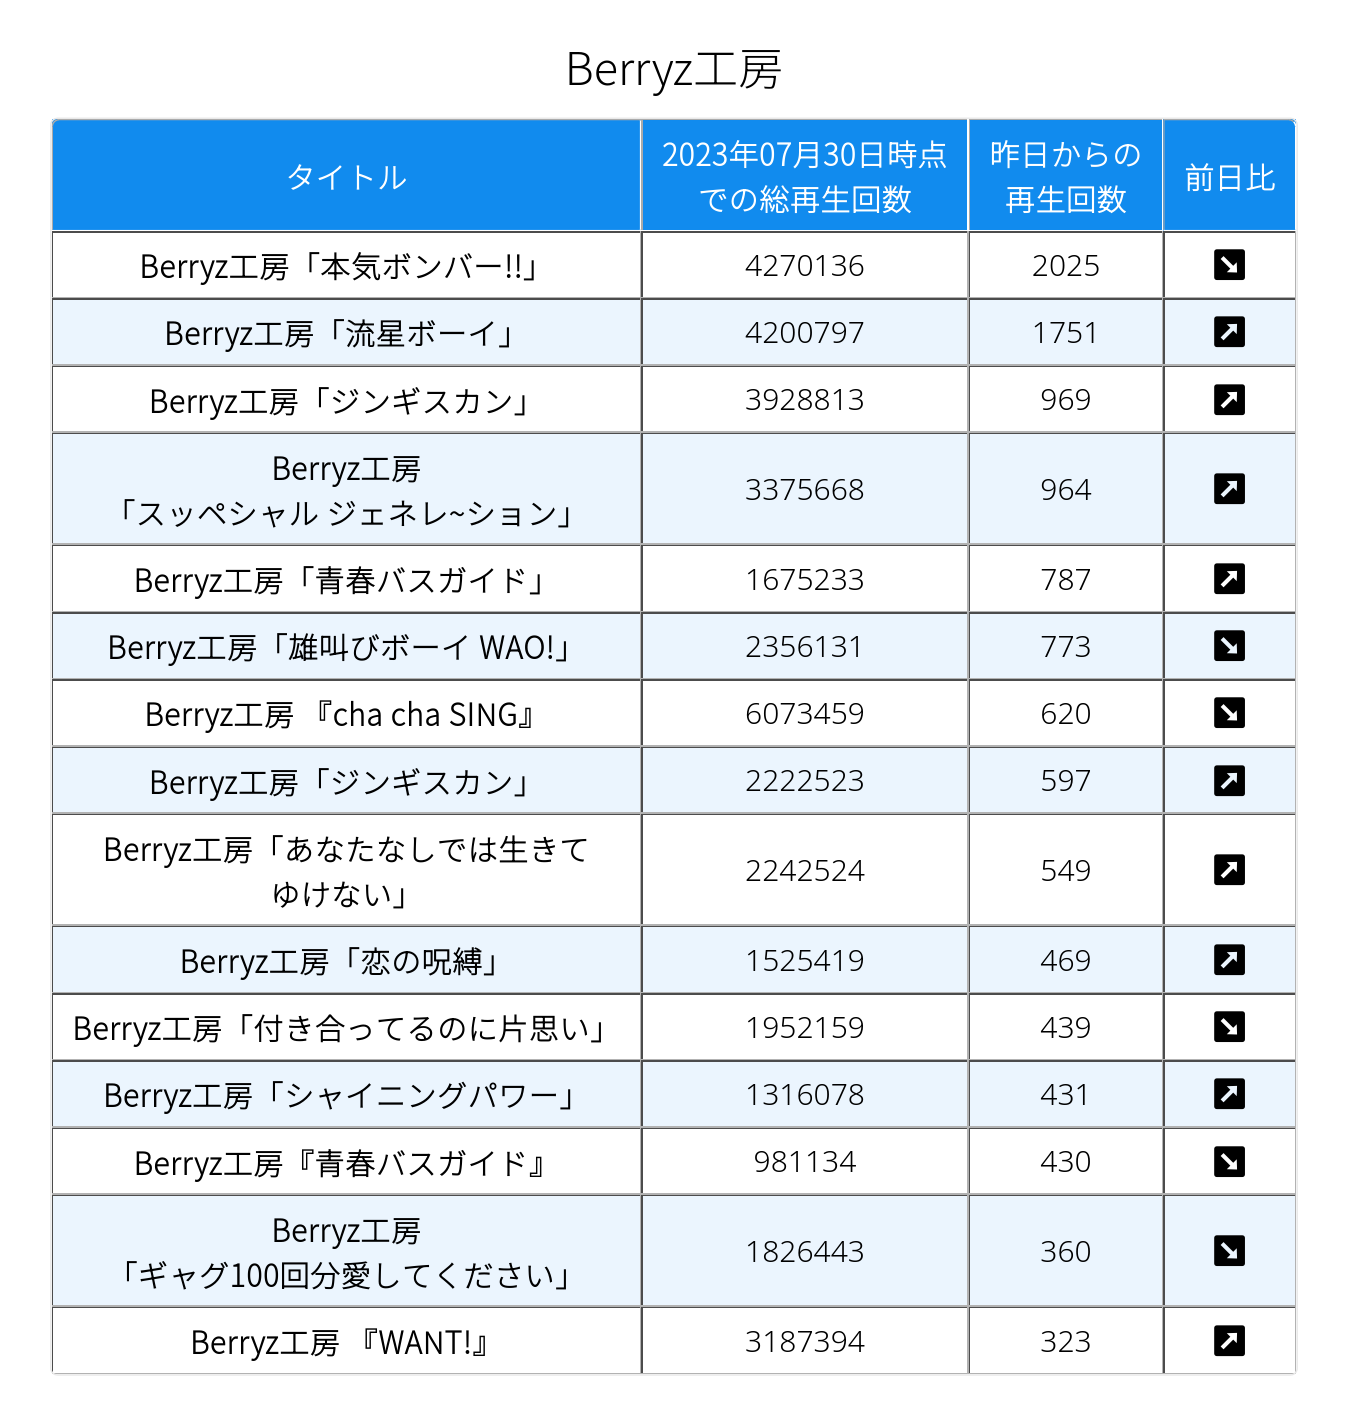 Berryz工房
タイトル
2023年07月30日時点
での総再生回数
昨日からの
再生回数
前日比
Berryz工房「本気ボンバー!!」 4270136 2025
Berryz工房「流星ボーイ」 4200797 1751
Berryz工房「ジンギスカン」 3928813 969
Berryz工房
「スッペシャル ジェネレ~ション」 3375668 964
Berryz工房「青春バスガイド」 1675233 787
Berryz工房「雄叫びボーイ WAO!」 2356131 773
Berryz工房 『cha cha SING』 6073459 620
Berryz工房「ジンギスカン」 2222523 597
Berryz工房「あなたなしでは生きて
ゆけない」 2242524 549
Berryz工房「恋の呪縛」 1525419 469
Berryz工房「付き合ってるのに片思い」 1952159 439
Berryz工房「シャイニングパワー」 1316078 431
Berryz工房『青春バスガイド』 981134 430
Berryz工房
「ギャグ100回分愛してください」 1826443 360
Berryz工房 『WANT!』 3187394 323